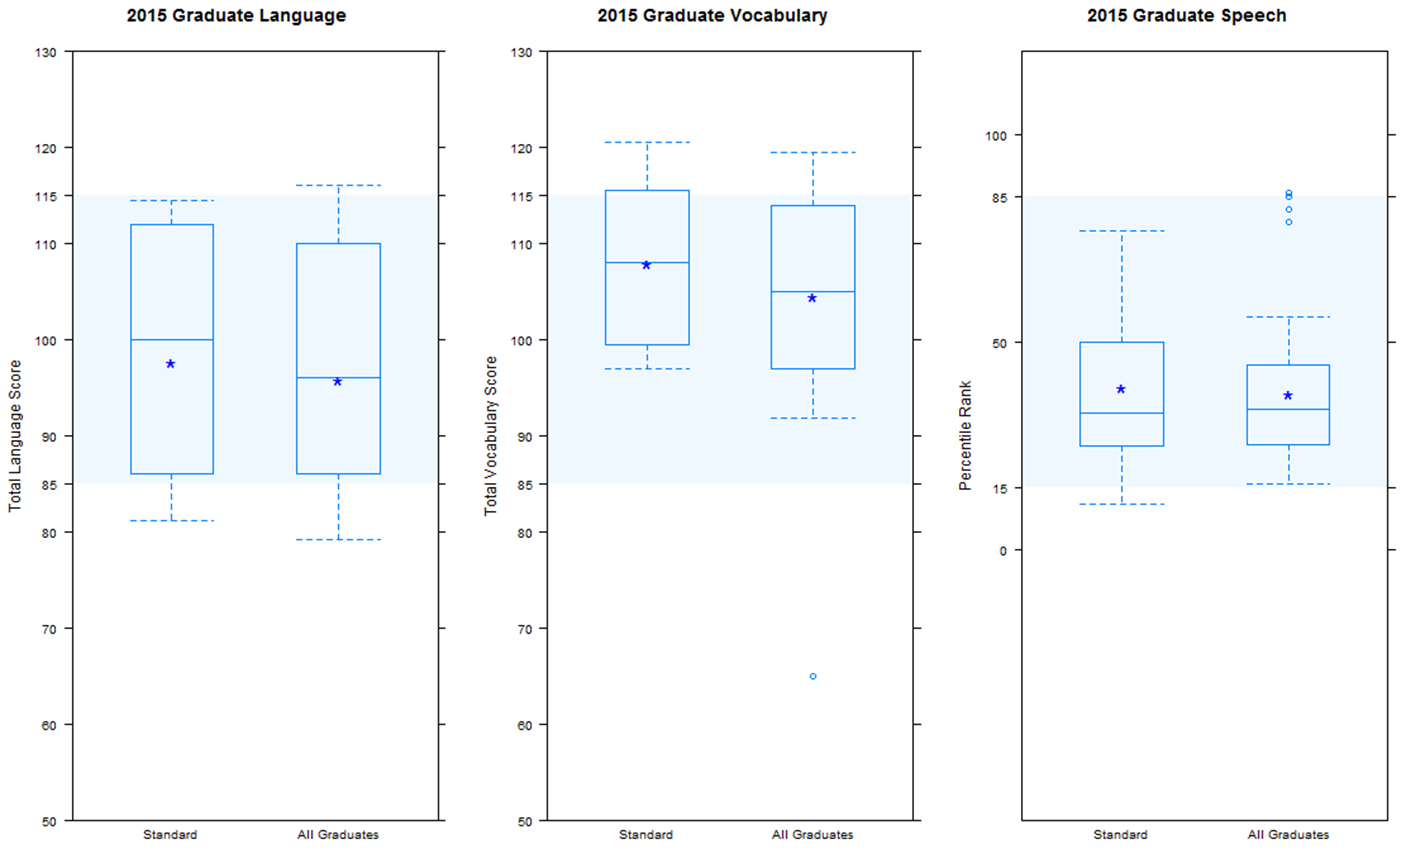 2015 Graduate Language
Total Language Score
130
120
115
110
100
90
85
80
70
60
50
Standard
All Graduates
2015 Graduate Vocabulary
Total Vocabulary Score
130
120
115
110
100
90
85
80
70
60
50
Standard
All Graduates
2015 Graduate Speech
Percentile Rank
100
85
50
15
0
Standard
All Graduates